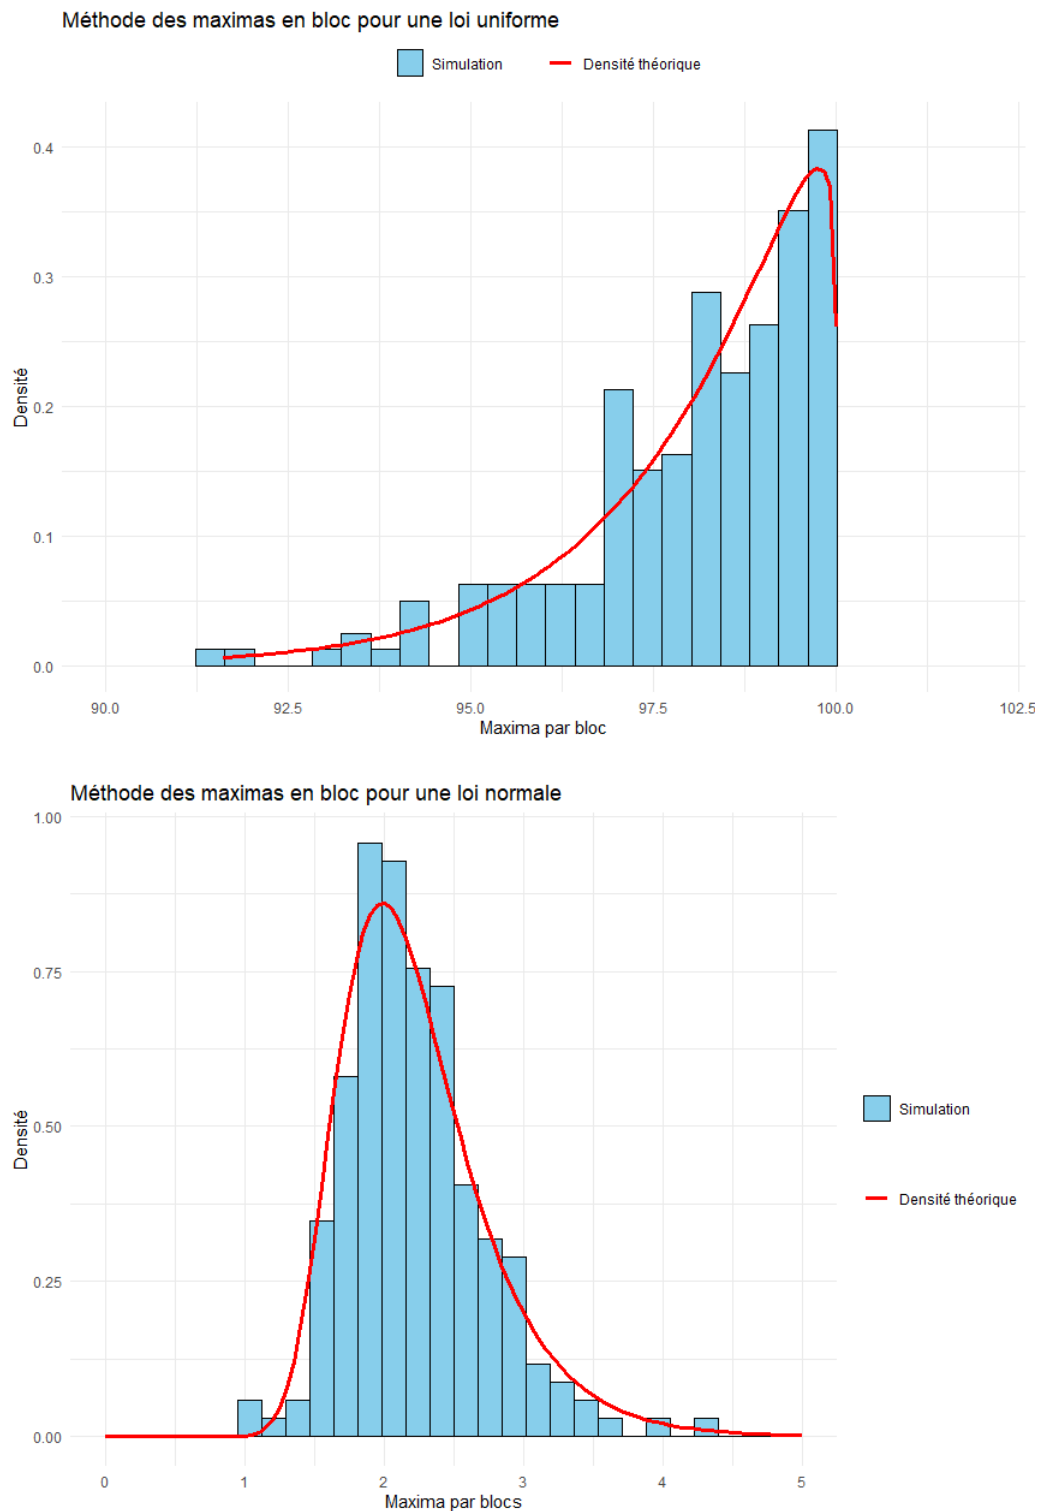 Méthode des maximas en bloc pour une loi uniforme
Simulation Densité théorique
0.4
0.3
0.2
0.1
0.0
Densité
90.0 92.5 95.0 97.5 100.0 102.5
Maxima par bloc
Méthode des maximas en bloc pour une loi normale
1.00
0.75
0.50
0.25
0.00
Densité
Simulation
Densité théorique
0 1 2 3 4 5
Maxima par blocs